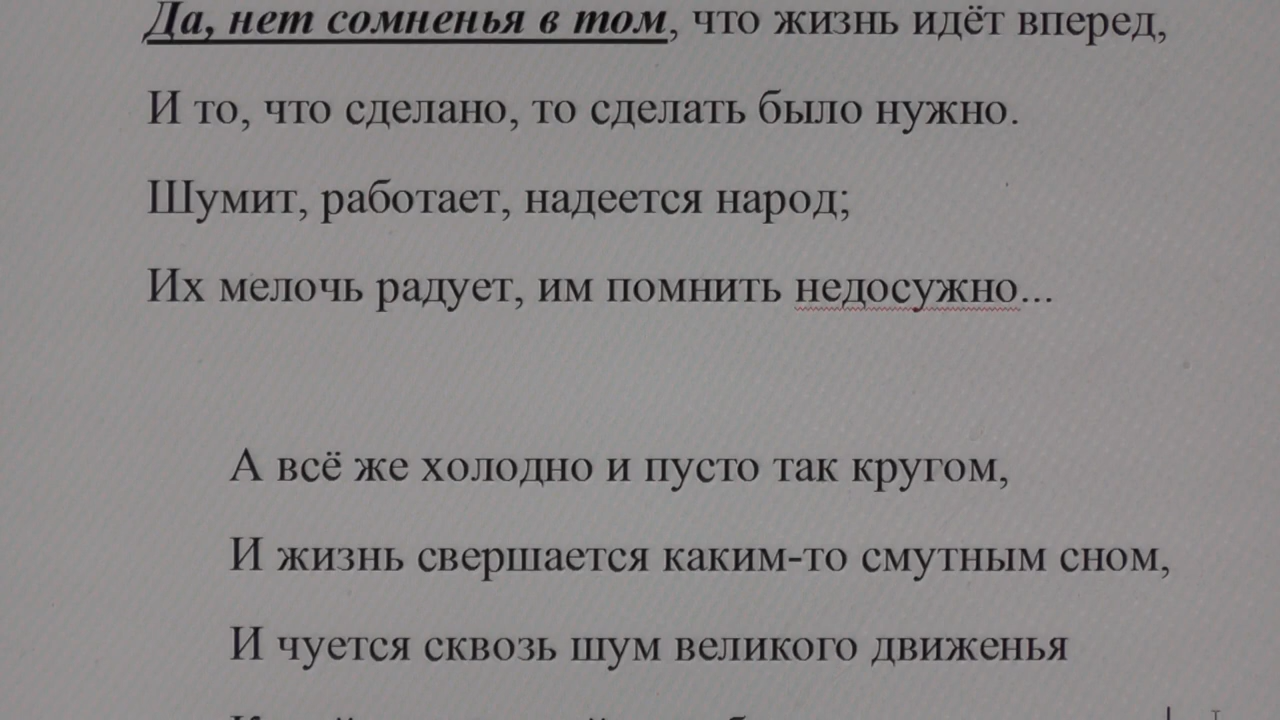 Да, нет сомненья в том, что жизнь идёт вперед,
И то, что сделано, то сделать было нужно.
Шумит, работает, надеется народ;
Их мелочь радует, им помнить недосужно...
А всё же холодно и пусто так кругом,
И жизнь свершается каким-то смутным сном,
И чуется сквозь шум великого движенья